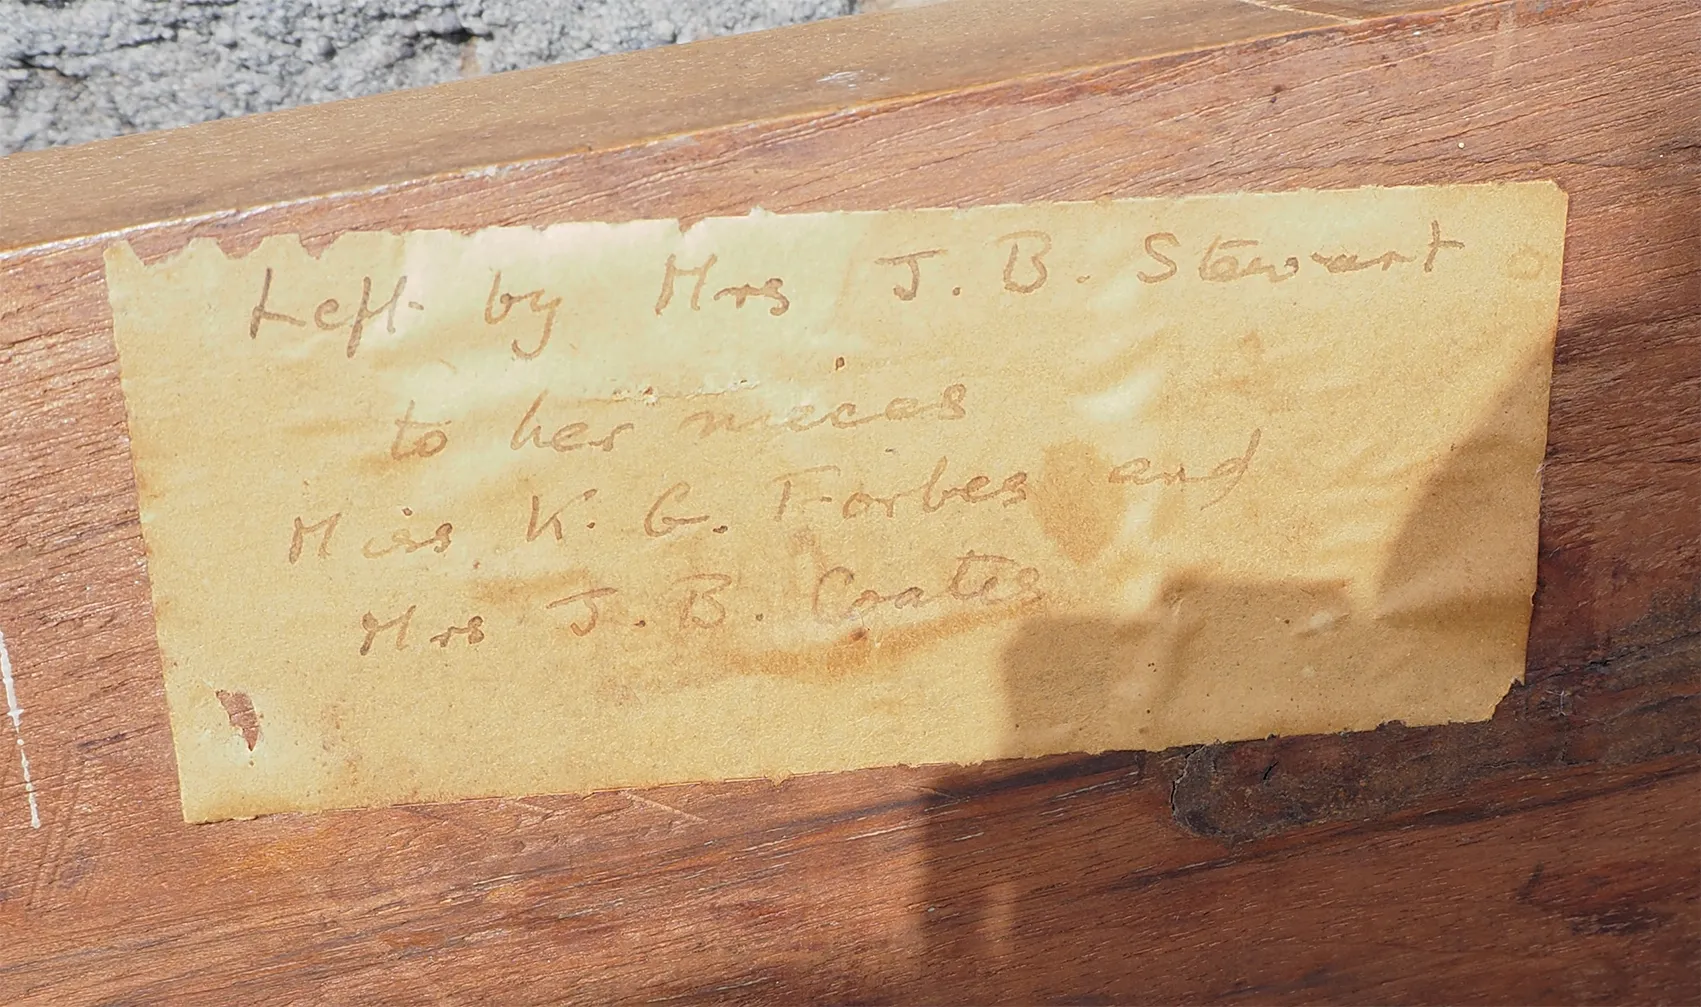 Left by Mrs J. B. Stewart
to her nieces
Miss K. G. Forbes and
Mrs J. B. Coates